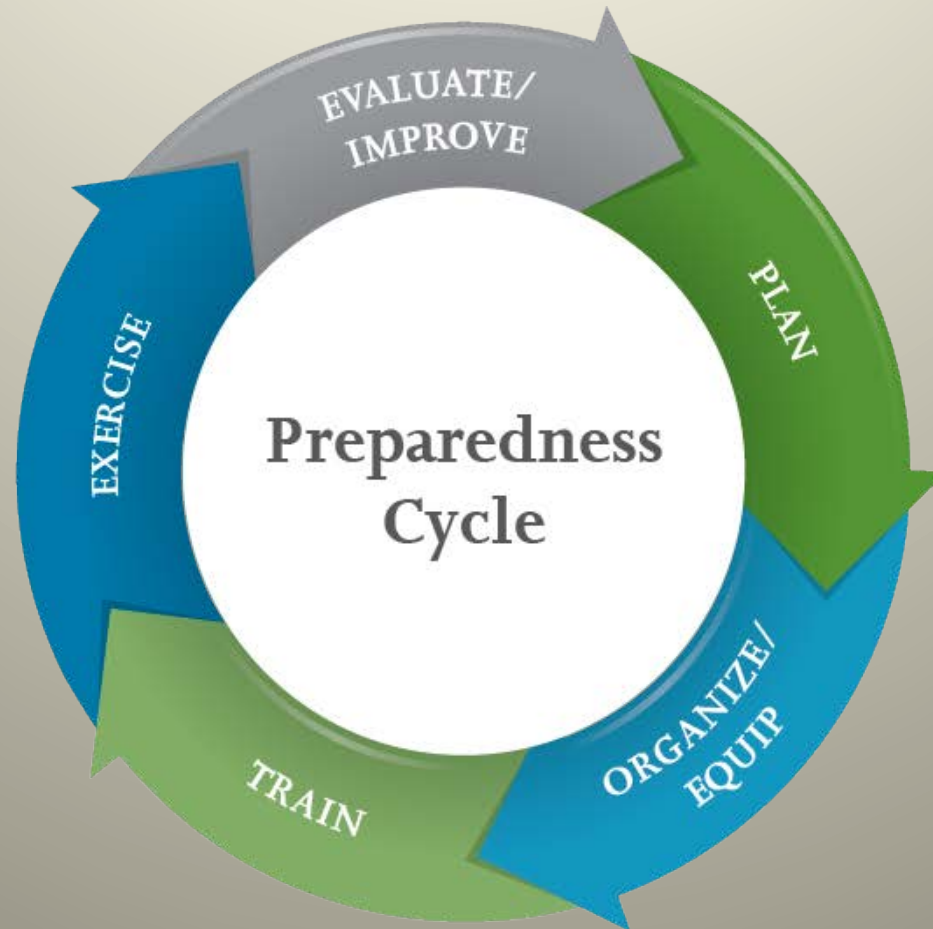 EVALUATE/
IMPROVE
PLAN
ORGANIZE/
EQUIP
TRAIN
EXERCISE
Preparedness
Cycle